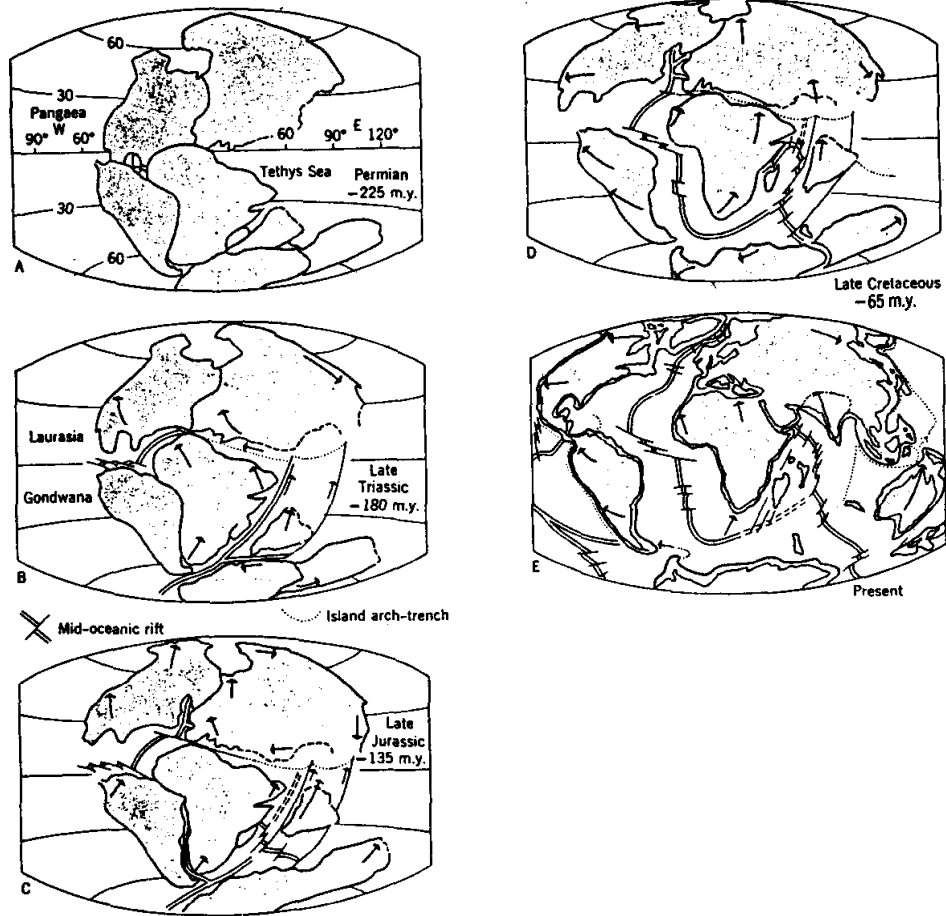 60
30
Pangaea
W
90° 60°
E
60 90° 120°
Tethys Sea
Permian
−225 m.y.
30
60
A
Laurasia
Gondwana
Late
Triassic
−180 m.y.
B
Mid-oceanic rift
Island arch-trench
Late
Jurassic
−135 m.y.
C
D
Late Cretaceous
−65 m.y.
E
Present